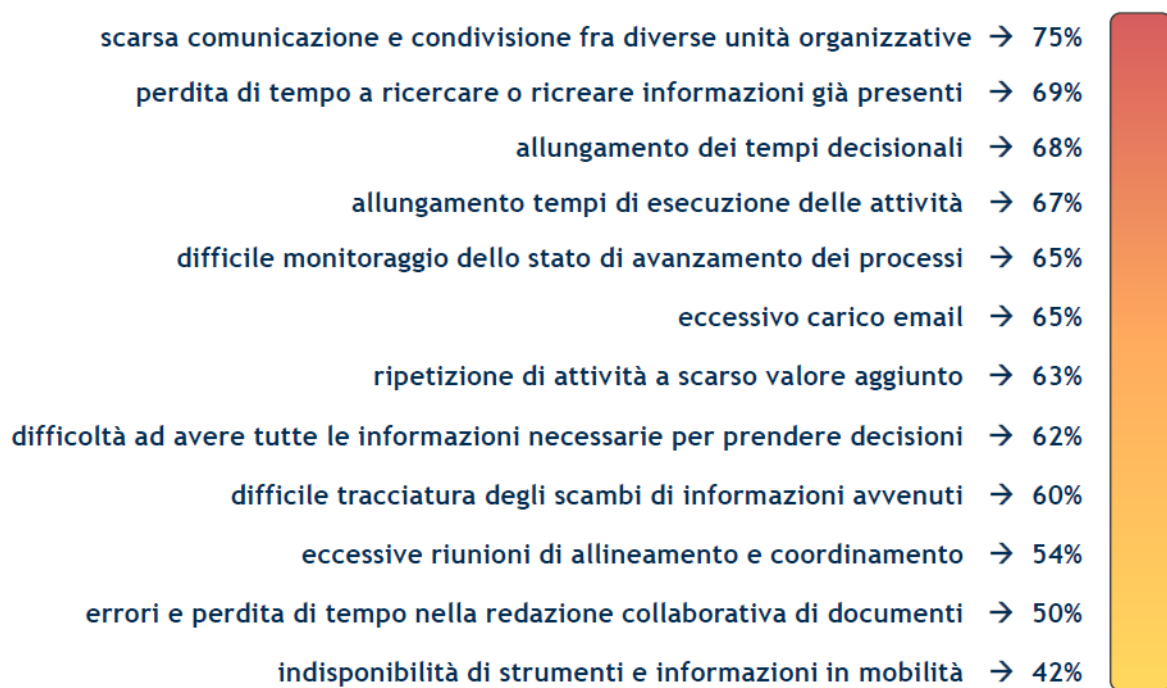 scarsa comunicazione e condivisione fra diverse unità organizzative → 75%
perdita di tempo a ricercare o ricreare informazioni già presenti → 69%
allungamento dei tempi decisionali → 68%
allungamento tempi di esecuzione delle attività → 67%
difficile monitoraggio dello stato di avanzamento dei processi → 65%
eccessivo carico email → 65%
ripetizione di attività a scarso valore aggiunto → 63%
difficoltà ad avere tutte le informazioni necessarie per prendere decisioni → 62%
difficile tracciatura degli scambi di informazioni avvenuti → 60%
eccessive riunioni di allineamento e coordinamento → 54%
errori e perdita di tempo nella redazione collaborativa di documenti → 50%
indisponibilità di strumenti e informazioni in mobilità → 42%